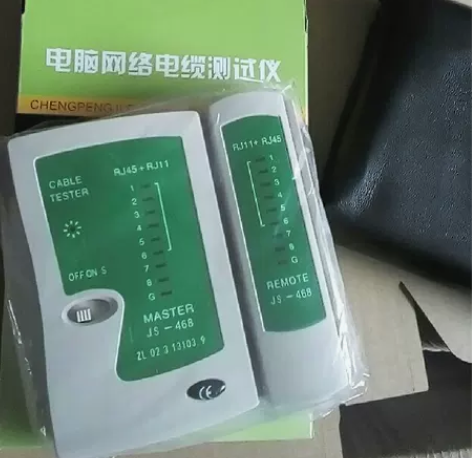 电脑网络电缆测试仪
CHENGPENG
CABLE
TESTER
RJ45 + RJ11
1
2
3
4
5
6
7
8
G
OFF ON S
MASTER
JS - 468
ZL 02 3 13103. 9
CE
RJ11 + RJ45
1
2
3
4
5
6
7
8
G
REMOTE
JS - 468